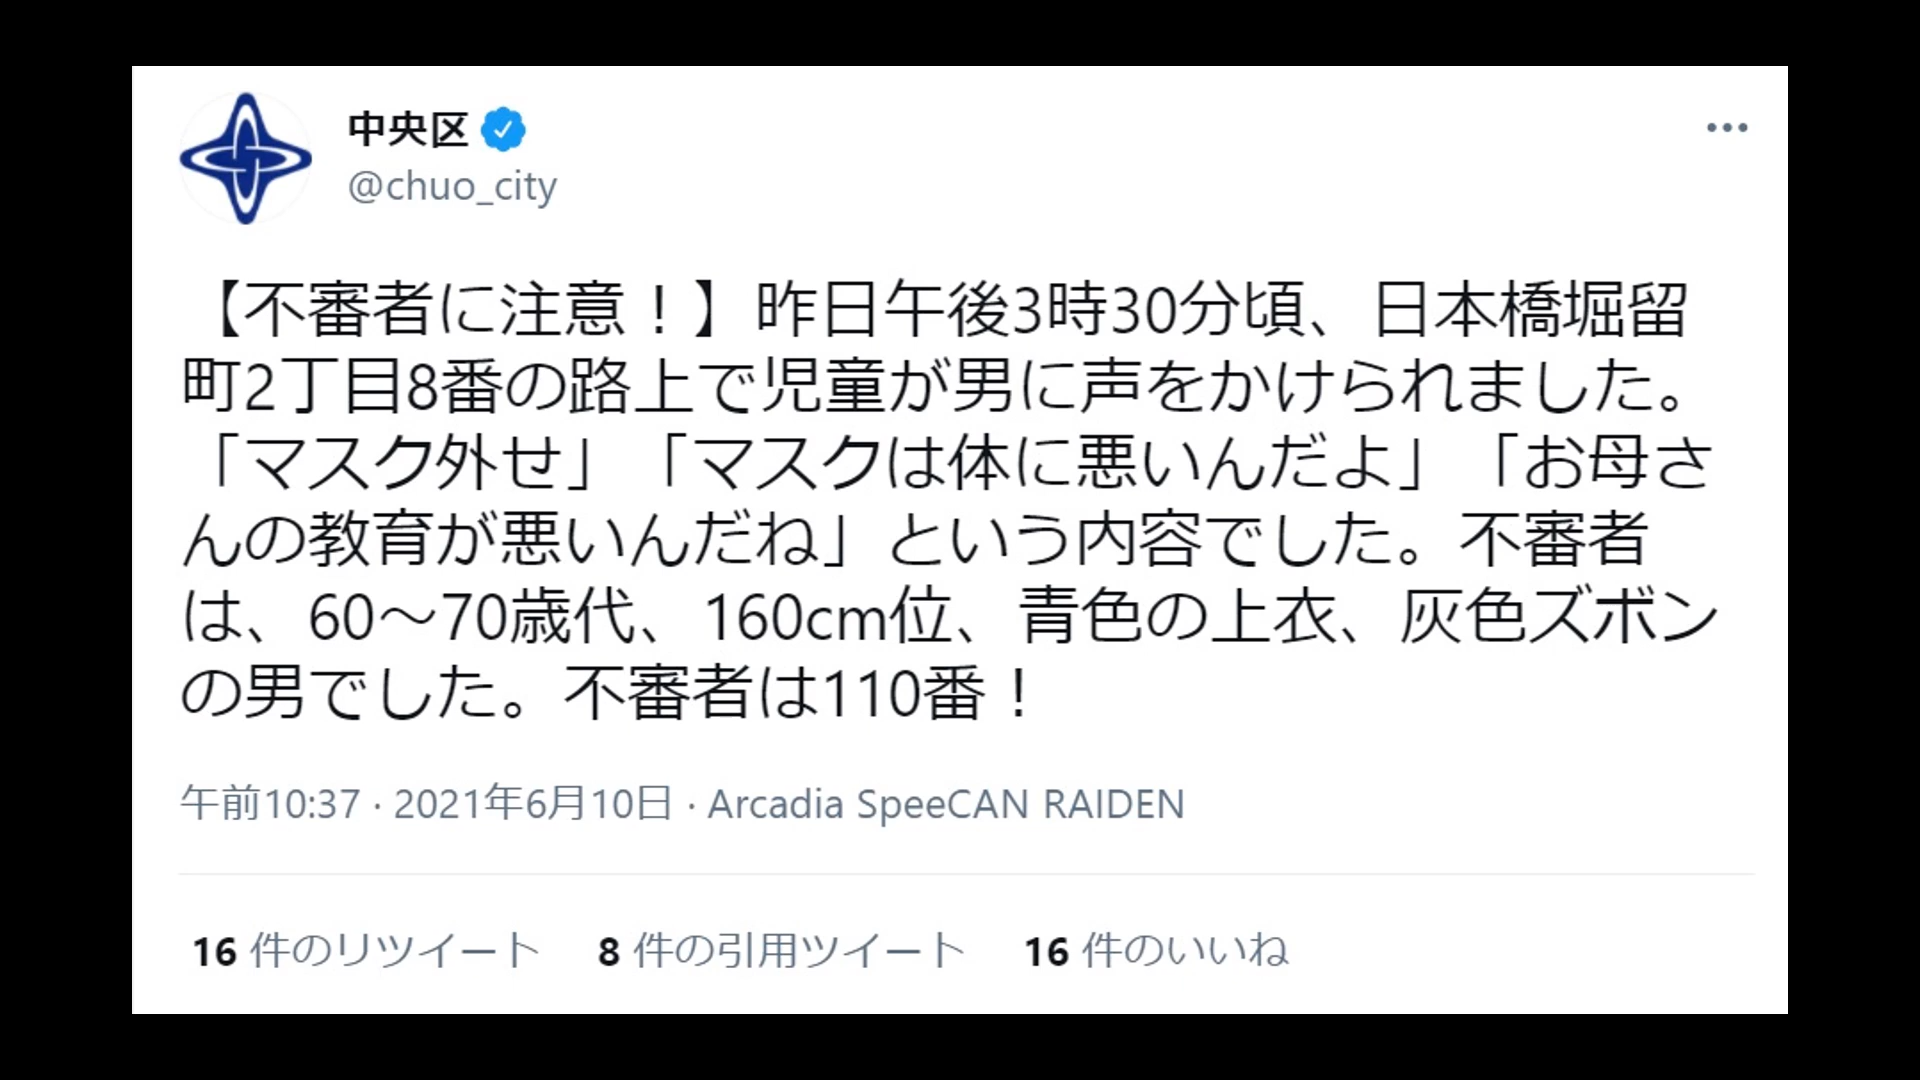 中央区
@chuo_city
【不審者に注意！】昨日午後3時30分頃、日本橋堀留
町2丁目8番の路上で児童が男に声をかけられました。
「マスク外せ」「マスクは体に悪いんだよ」「お母さ
んの教育が悪いんだね」という内容でした。不審者
は、60～70歳代、160cm位、青色の上衣、灰色ズボン
の男でした。不審者は110番！
午前10:37 · 2021年6月10日 · Arcadia SpeeCAN RAIDEN
16 件のリツイート 8 件の引用ツイート 16 件のいいね